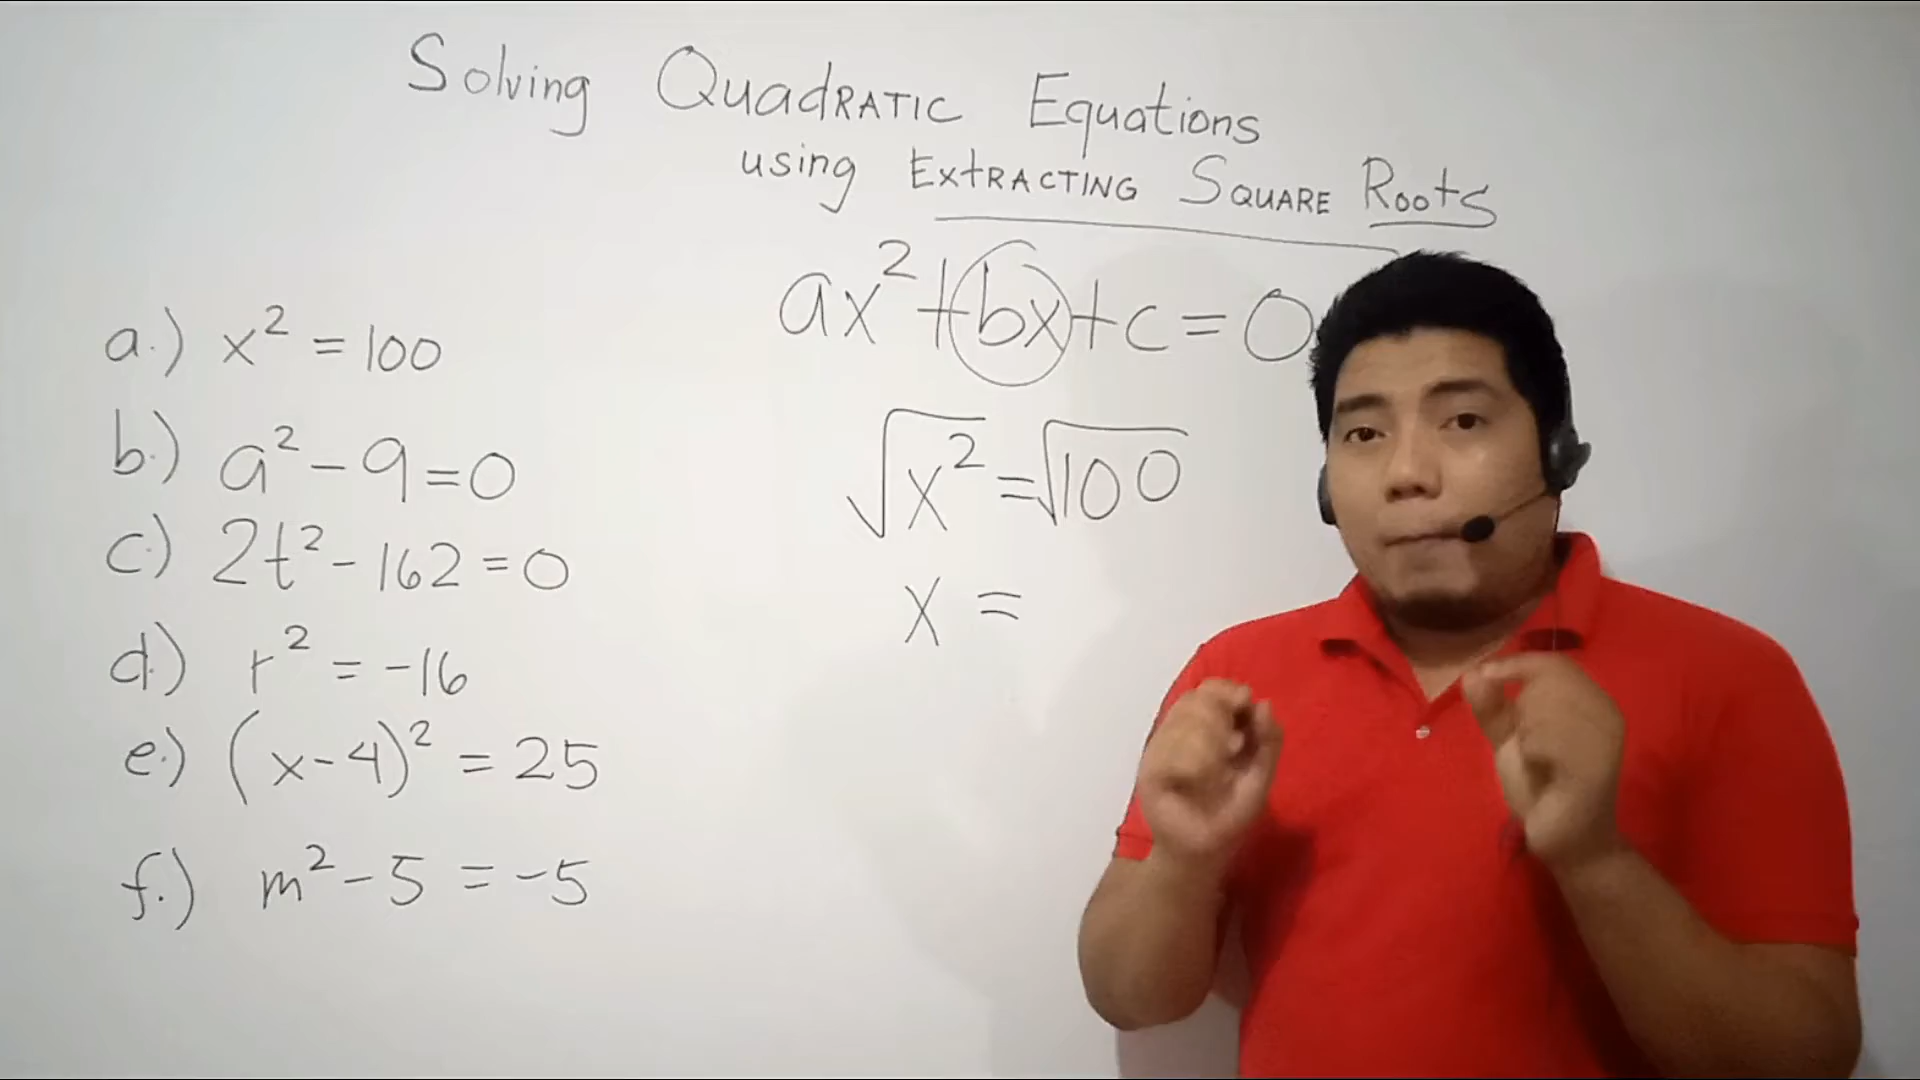 Solving QuadRATIC Equations
using ExtRACTING SQUARE Roots
ax²+bx+c=0
a.) x² = 100
b.) a² - 9 = 0
c.) 2t² - 162 = 0
d.) r² = -16
e.) (x-4)² = 25
f.) m² - 5 = -5
√x² = √100
x =